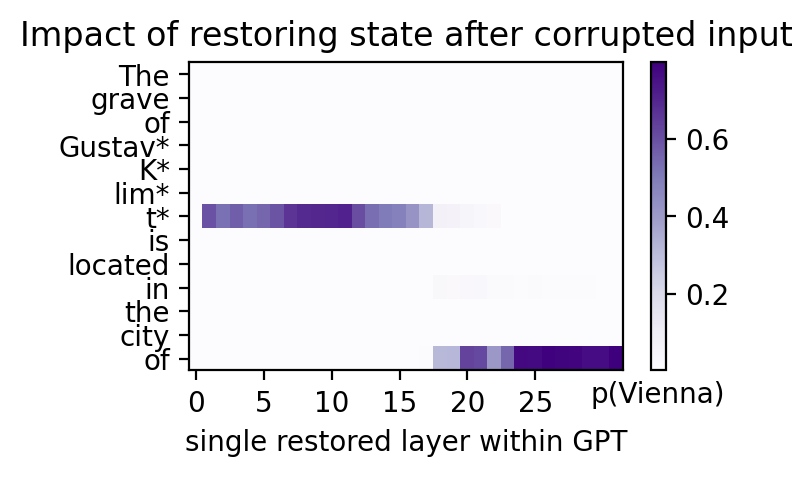 Impact of restoring state after corrupted input
The
grave
of
Gustav*
K*
lim*
t*
is
located
in
the
city
of
0 5 10 15 20 25
single restored layer within GPT
0.6
0.4
0.2
p(Vienna)